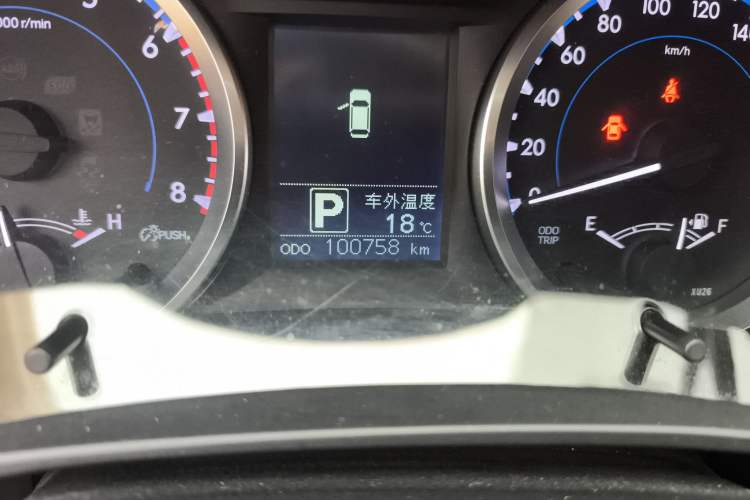 000 r/min
5
6
7
8
H
PUSH
P
车外温度
18℃
ODO 100758 km
0
20
40
60
80
100
120
140
km/h
ODO
TRIP
E
F
XU26